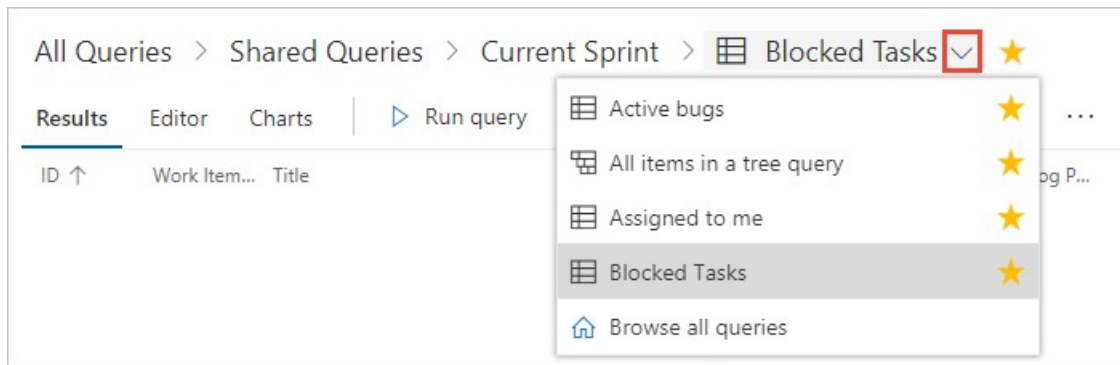 All Queries > Shared Queries > Current Sprint > Blocked Tasks
Results Editor Charts Run query ...
ID ↑ Work Item... Title og P...
Active bugs
All items in a tree query
Assigned to me
Blocked Tasks
Browse all queries